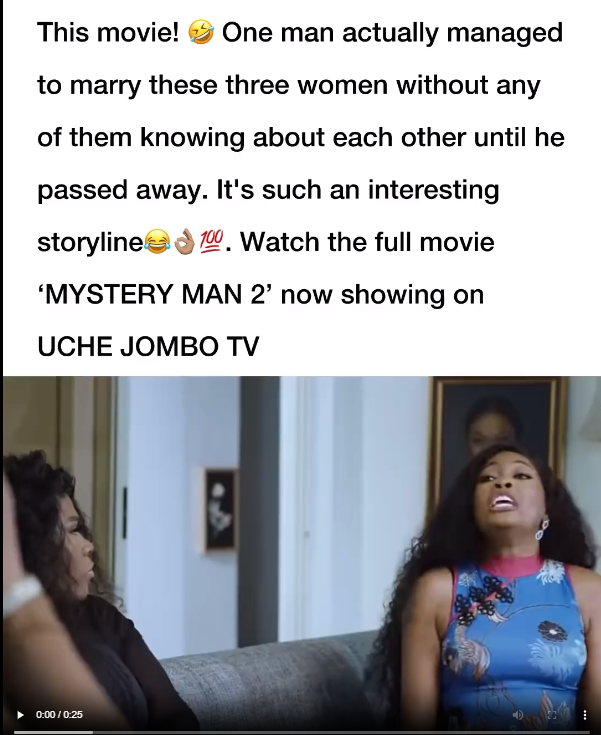 This movie! 🤣 One man actually managed
to marry these three women without any
of them knowing about each other until he
passed away. It's such an interesting
storyline😂👌🏽💯. Watch the full movie
‘MYSTERY MAN 2’ now showing on
UCHE JOMBO TV
0:00 / 0:25